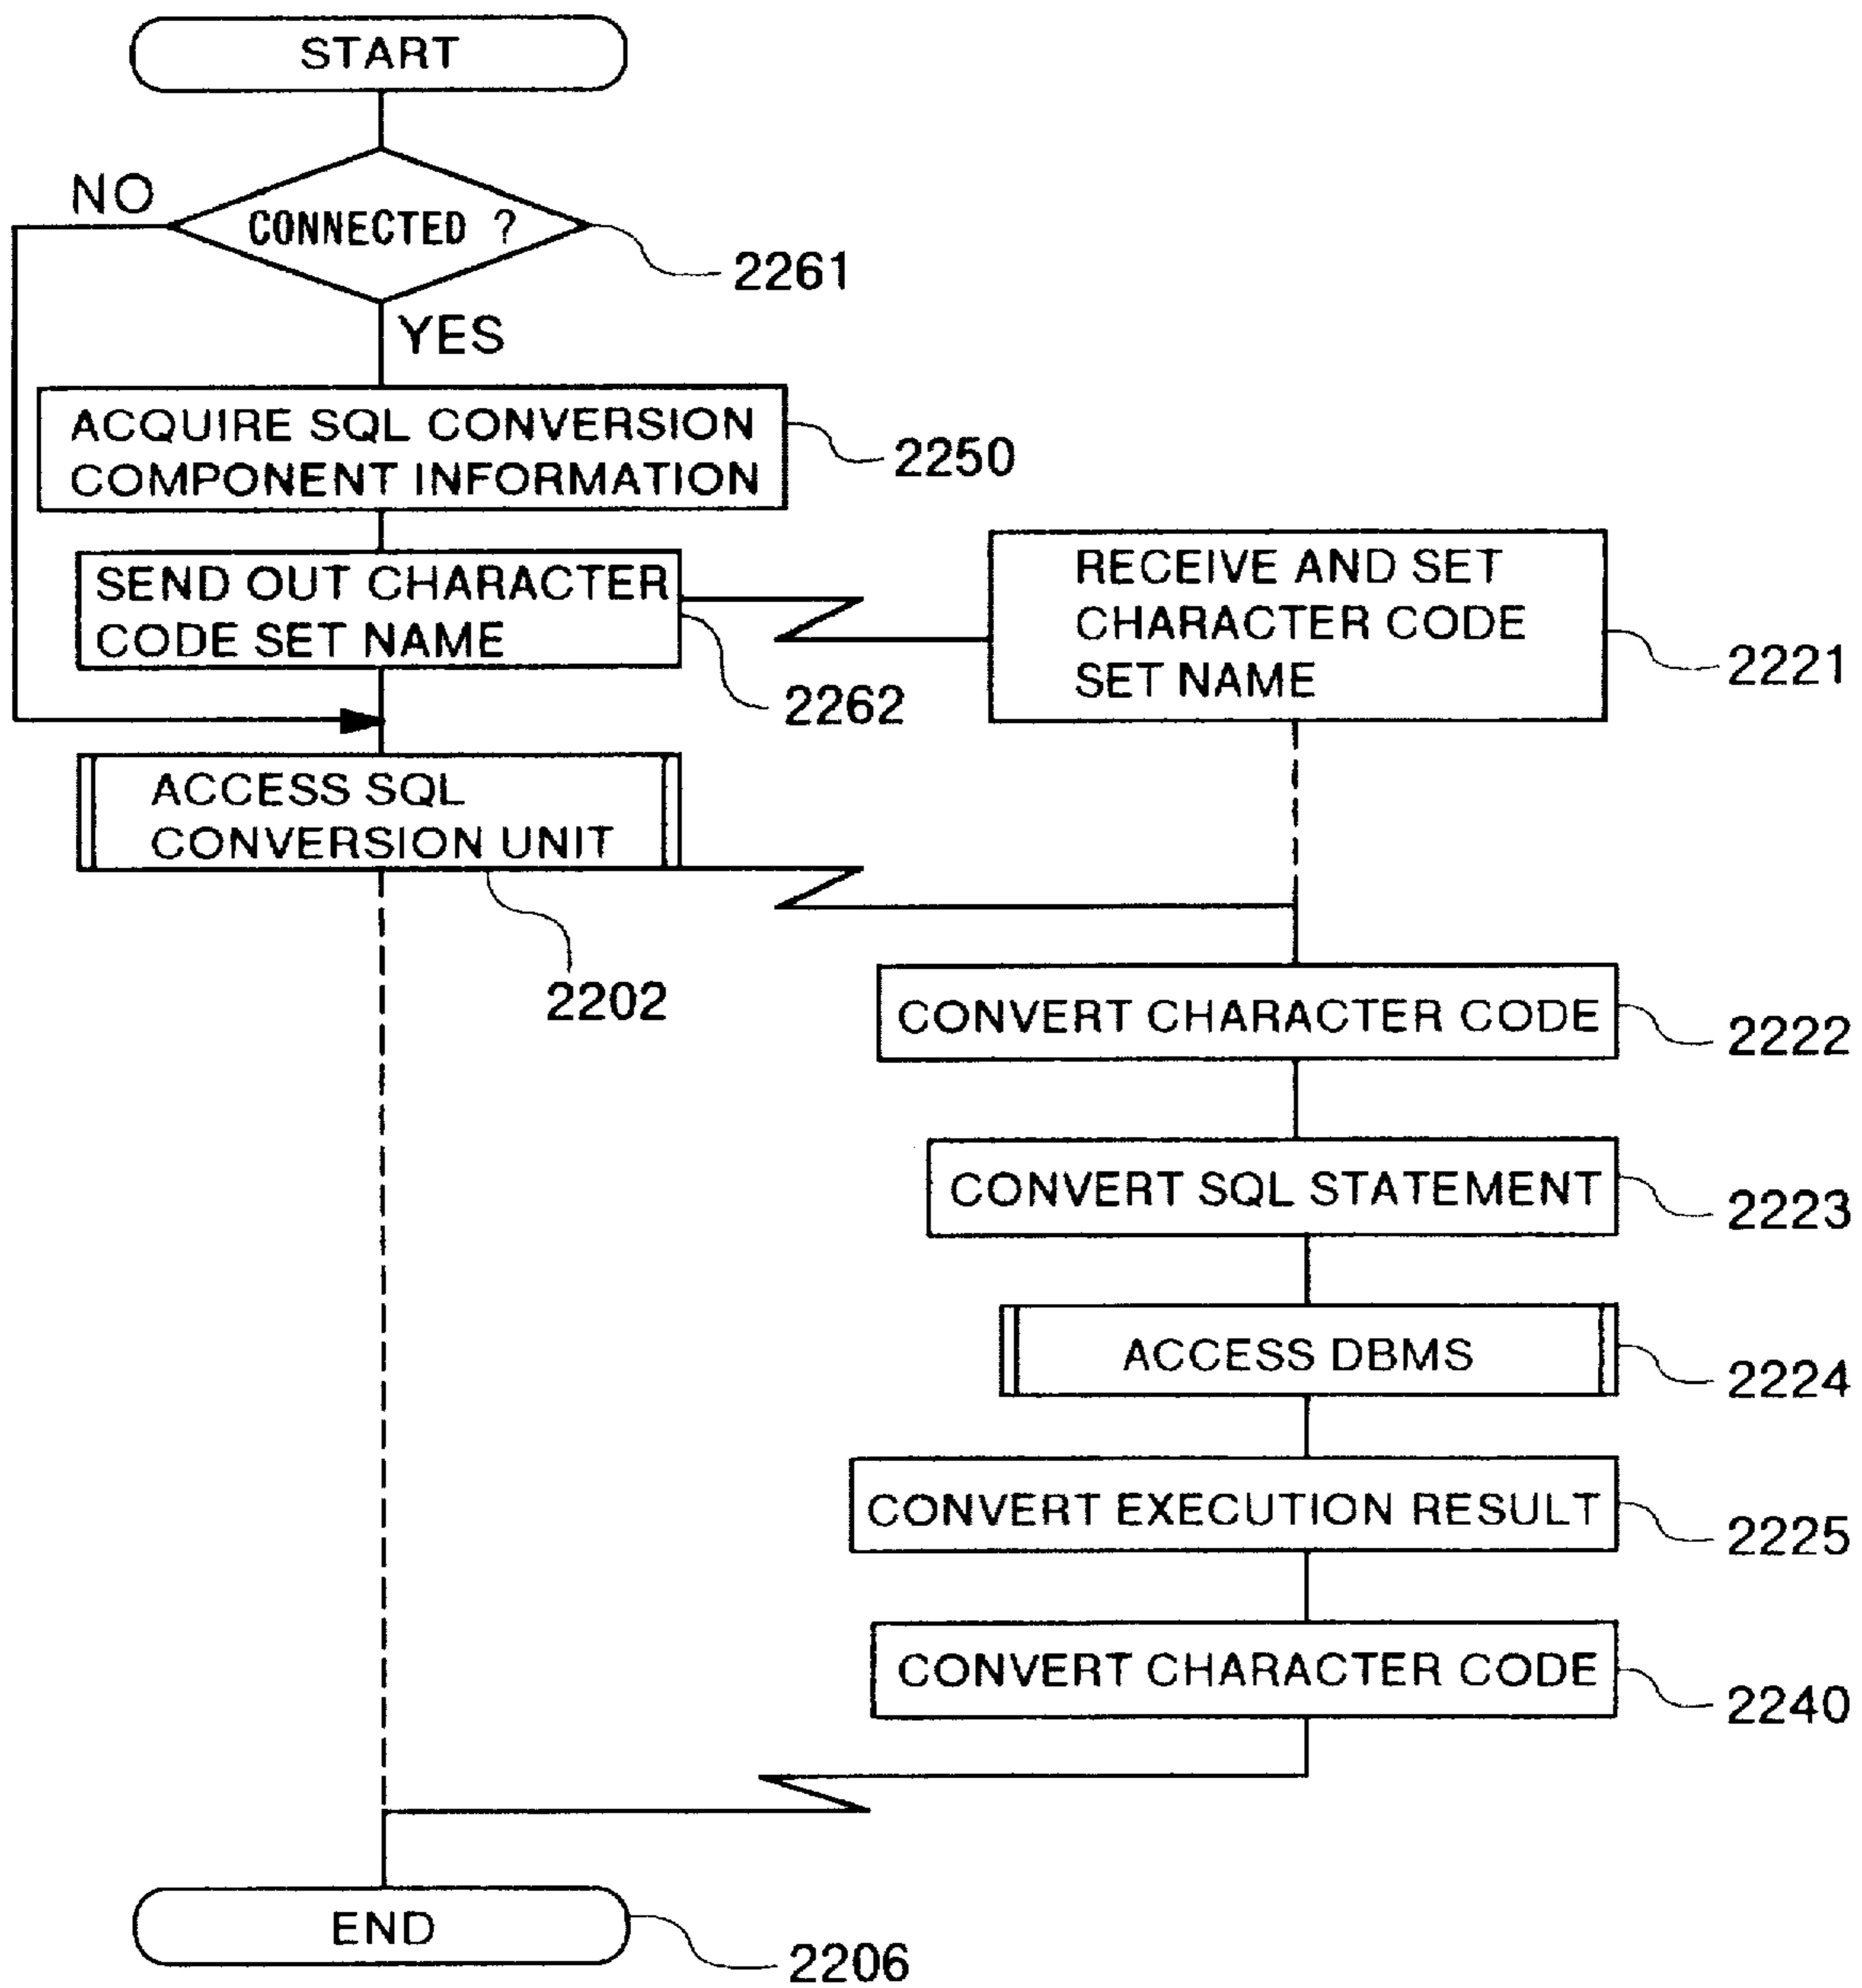 START
NO
CONNECTED ?
2261
YES
ACQUIRE SQL CONVERSION
COMPONENT INFORMATION
2250
SEND OUT CHARACTER
CODE SET NAME
2262
RECEIVE AND SET
CHARACTER CODE
SET NAME
2221
ACCESS SQL
CONVERSION UNIT
2202
CONVERT CHARACTER CODE
2222
CONVERT SQL STATEMENT
2223
ACCESS DBMS
2224
CONVERT EXECUTION RESULT
2225
CONVERT CHARACTER CODE
2240
END
2206